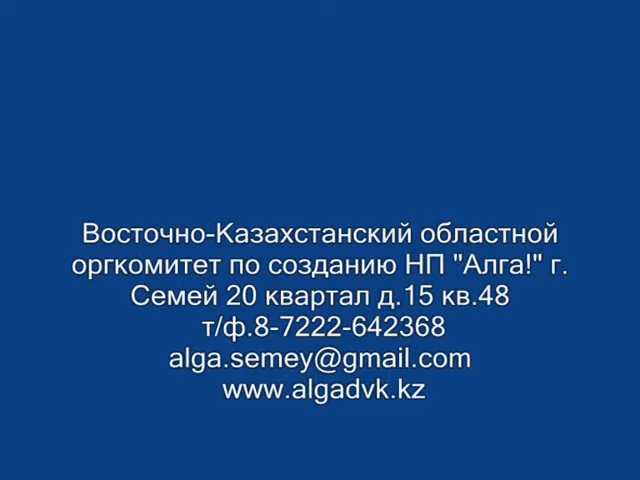 Восточно-Казахстанский областной
оргкомитет по созданию НП "Алга!" г.
Семей 20 квартал д.15 кв.48
т/ф.8-7222-642368
alga.semey@gmail.com
www.algadvk.kz